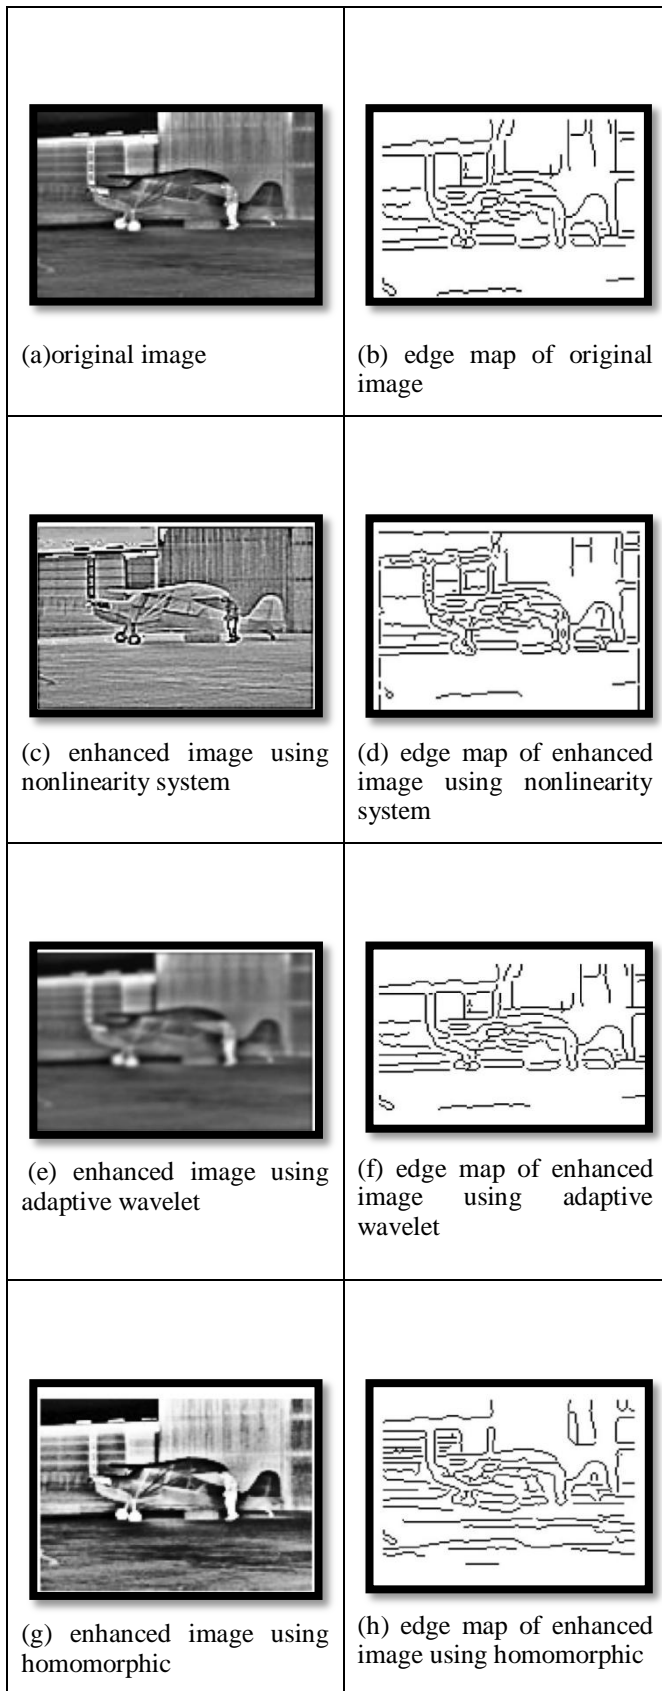 (a)original image
(b) edge map of original
image
(c) enhanced image using
nonlinearity system
(d) edge map of enhanced
image using nonlinearity
system
(e) enhanced image using
adaptive wavelet
(f) edge map of enhanced
image using adaptive
wavelet
(g) enhanced image using
homomorphic
(h) edge map of enhanced
image using homomorphic